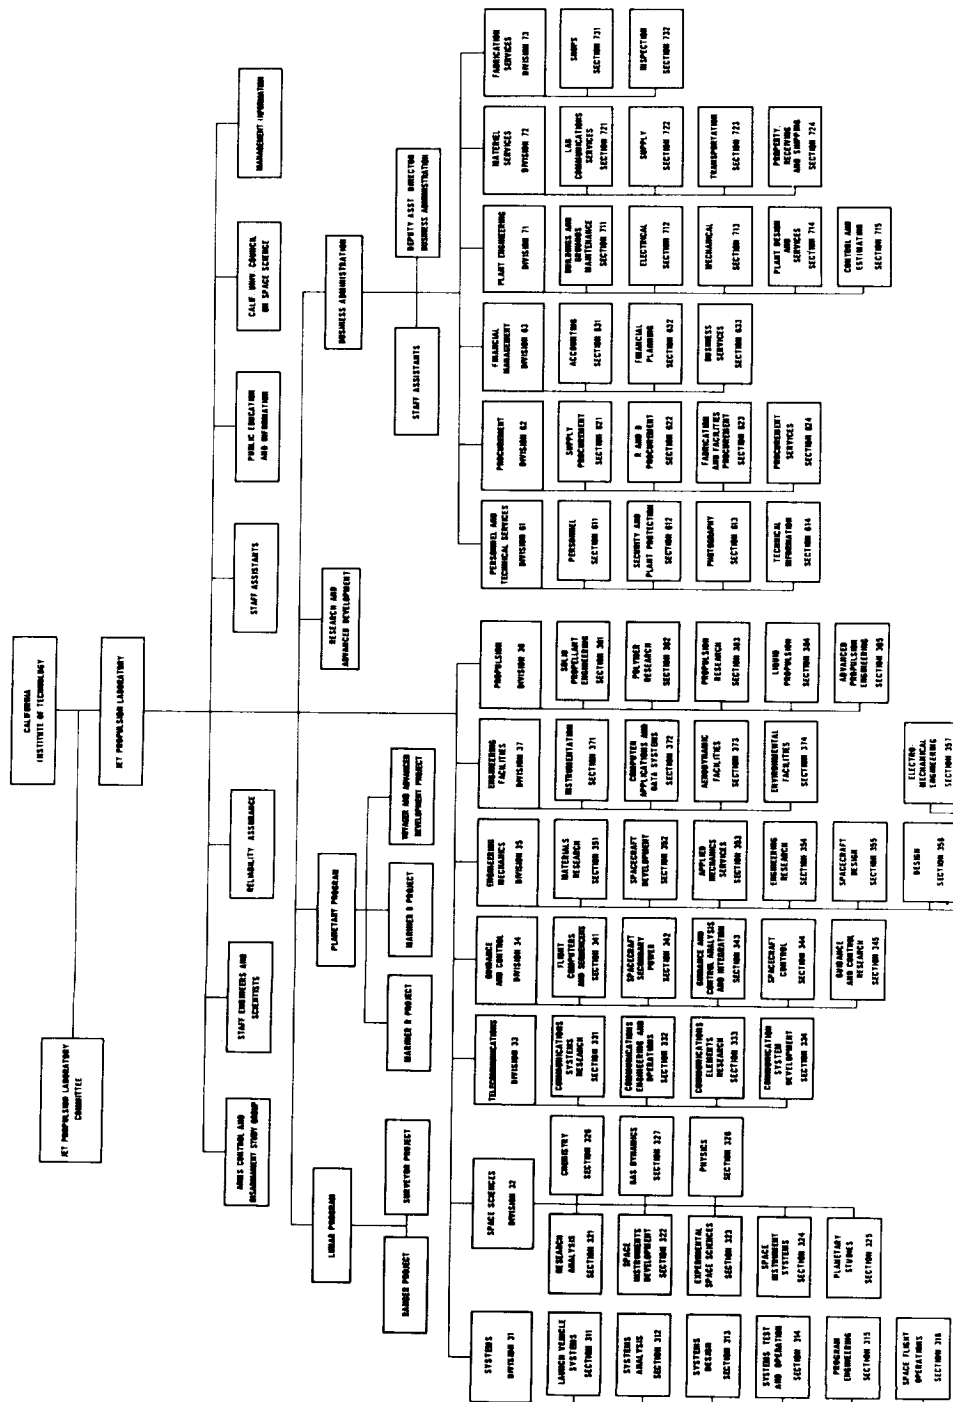 CALIFORNIA
INSTITUTE OF TECHNOLOGY
JET PROPULSION LABORATORY
COMMITTEE
JET PROPULSION LABORATORY
ARMS CONTROL AND
DISARMAMENT STUDY GROUP
STAFF ENGINEERS AND
SCIENTISTS
RELIABILITY ASSURANCE
STAFF ASSISTANTS
PUBLIC EDUCATION
AND INFORMATION
CALIF. UNIV. COUNCIL
ON SPACE SCIENCE
MANAGEMENT INFORMATION
LUNAR PROGRAM
PLANETARY PROGRAM
RESEARCH AND
ADVANCED DEVELOPMENT
BUSINESS ADMINISTRATION
RANGER PROJECT
SURVEYOR PROJECT
MARINER R PROJECT
MARINER B PROJECT
VOYAGER AND ADVANCED
DEVELOPMENT PROJECT
STAFF ASSISTANTS
DEPUTY ASST DIRECTOR
BUSINESS ADMINISTRATION
SYSTEMS
DIVISION 31
LAUNCH VEHICLE
SYSTEMS
SECTION 311
SYSTEMS
ANALYSIS
SECTION 312
SYSTEMS
DESIGN
SECTION 313
SYSTEMS TEST
AND OPERATION
SECTION 314
PROGRAM
ENGINEERING
SECTION 315
SPACE FLIGHT
OPERATIONS
SECTION 316
SPACE SCIENCES
DIVISION 32
RESEARCH
ANALYSIS
SECTION 321
SPACE
INSTRUMENTS
DEVELOPMENT
SECTION 322
EXPERIMENTAL
SPACE SCIENCES
SECTION 323
SPACE
INSTRUMENT
SYSTEMS
SECTION 324
PLANETARY
STUDIES
SECTION 325
CHEMISTRY
SECTION 326
GAS DYNAMICS
SECTION 327
PHYSICS
SECTION 328
TELECOMMUNICATIONS
DIVISION 33
COMMUNICATIONS
SYSTEMS
RESEARCH
SECTION 331
COMMUNICATIONS
ENGINEERING AND
OPERATIONS
SECTION 332
COMMUNICATIONS
ELEMENTS
RESEARCH
SECTION 333
COMMUNICATION
SYSTEM
DEVELOPMENT
SECTION 334
GUIDANCE
AND CONTROL
DIVISION 34
FLIGHT
COMPUTERS
AND SEQUENCERS
SECTION 341
SPACECRAFT
SECONDARY
POWER
SECTION 342
GUIDANCE AND
CONTROL ANALYSIS
AND INTEGRATION
SECTION 343
SPACECRAFT
CONTROL
SECTION 344
GUIDANCE
AND CONTROL
RESEARCH
SECTION 345
ENGINEERING
MECHANICS
DIVISION 35
MATERIALS
RESEARCH
SECTION 351
SPACECRAFT
DEVELOPMENT
SECTION 352
APPLIED
MECHANICS
SERVICES
SECTION 353
ENGINEERING
RESEARCH
SECTION 354
SPACECRAFT
DESIGN
SECTION 355
DESIGN
SECTION 356
ELECTRO-
MECHANICAL
ENGINEERING
SECTION 357
ENGINEERING
FACILITIES
DIVISION 37
INSTRUMENTATION
SECTION 371
COMPUTER
APPLICATIONS AND
DATA SYSTEMS
SECTION 372
AERODYNAMIC
FACILITIES
SECTION 373
ENVIRONMENTAL
FACILITIES
SECTION 374
PROPULSION
DIVISION 38
SOLID
PROPELLANT
ENGINEERING
SECTION 381
POLYMER
RESEARCH
SECTION 382
PROPULSION
RESEARCH
SECTION 383
LIQUID
PROPULSION
SECTION 384
ADVANCED
PROPULSION
ENGINEERING
SECTION 385
PERSONNEL AND
TECHNICAL SERVICES
DIVISION 61
PERSONNEL
SECTION 611
SECURITY AND
PLANT PROTECTION
SECTION 612
PHOTOGRAPHY
SECTION 613
TECHNICAL
INFORMATION
SECTION 614
PROCUREMENT
DIVISION 62
SUPPLY
PROCUREMENT
SECTION 621
R AND D
PROCUREMENT
SECTION 622
FABRICATION
AND FACILITIES
PROCUREMENT
SECTION 623
PROCUREMENT
SERVICES
SECTION 624
FINANCIAL
MANAGEMENT
DIVISION 63
ACCOUNTING
SECTION 631
FINANCIAL
PLANNING
SECTION 632
BUSINESS
SERVICES
SECTION 633
PLANT ENGINEERING
DIVISION 71
BUILDINGS AND
GROUNDS
MAINTENANCE
SECTION 711
ELECTRICAL
SECTION 712
MECHANICAL
SECTION 713
PLANT DESIGN
AND
SERVICES
SECTION 714
CONTROL AND
ESTIMATING
SECTION 715
MATERIEL
SERVICES
DIVISION 72
LAB
COMMUNICATIONS
SERVICES
SECTION 721
SUPPLY
SECTION 722
TRANSPORTATION
SECTION 723
PROPERTY,
RECEIVING
AND SHIPPING
SECTION 724
FABRICATION
SERVICES
DIVISION 73
SHOPS
SECTION 731
INSPECTION
SECTION 732